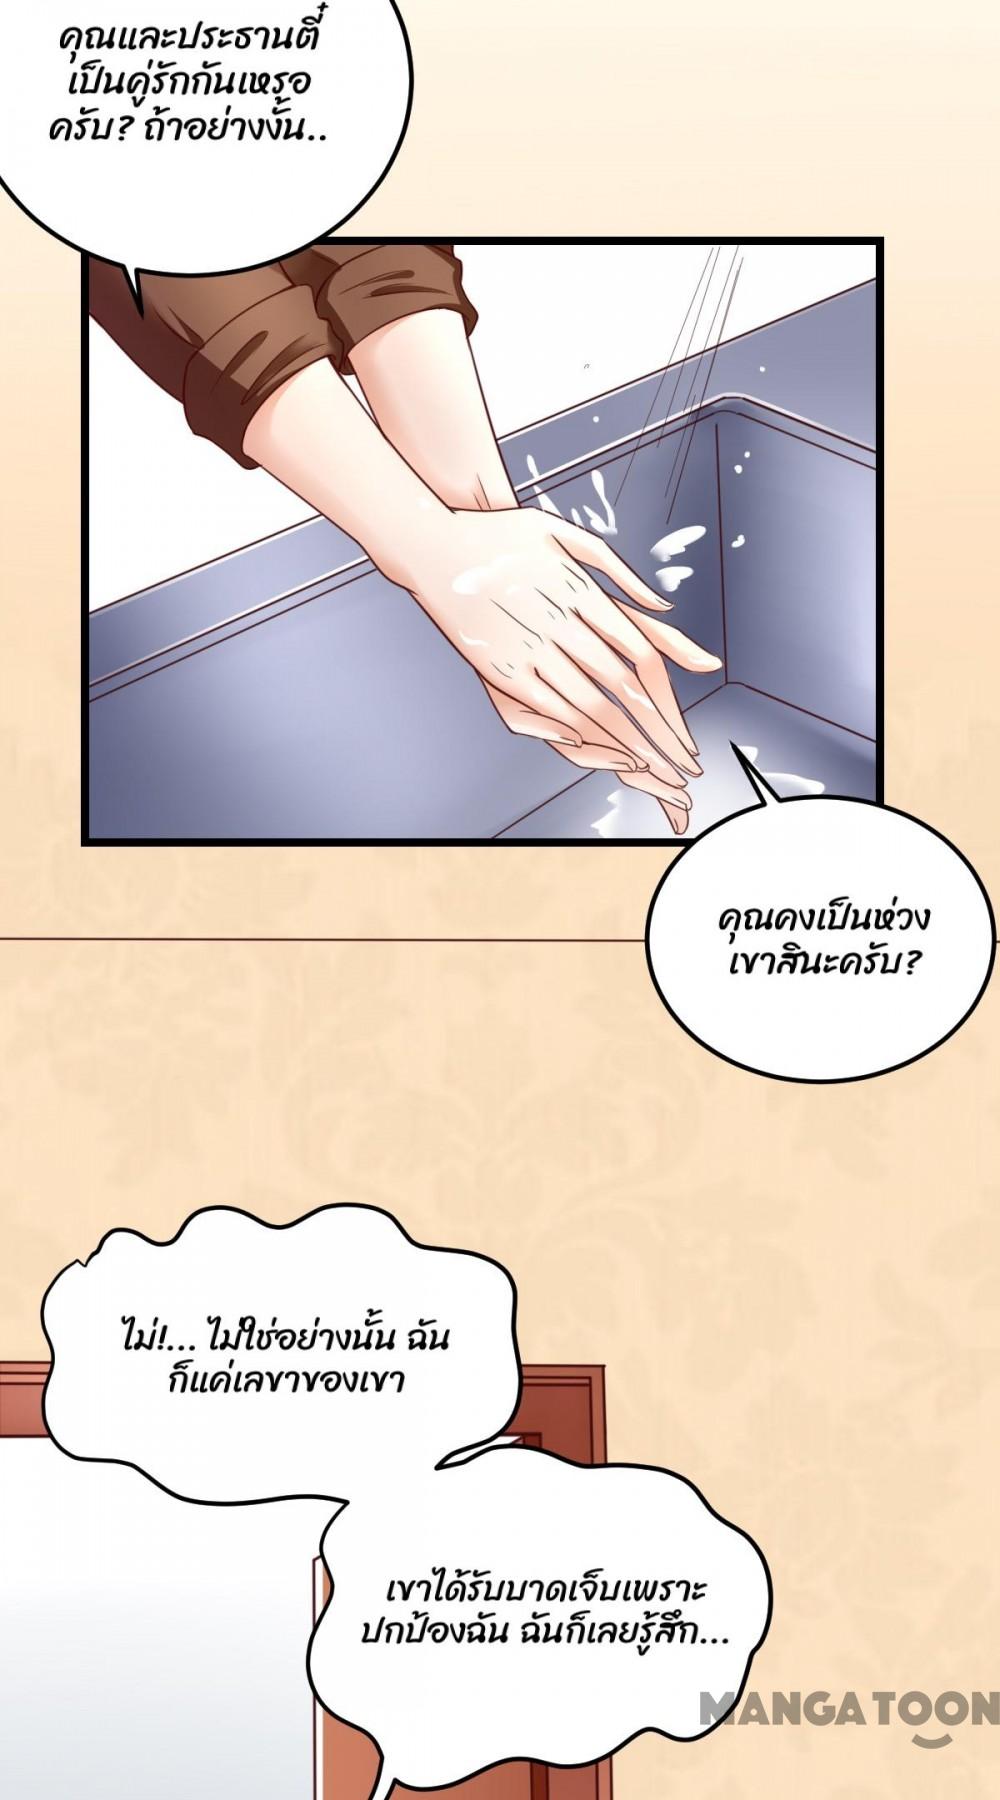 คุณและประธานตี๋
เป็นคู่รักกันเหรอ
ครับ? ถ้าอย่างงั้น..
คุณคงเป็นห่วง
เขาสินะครับ?
ไม่!... ไม่ใช่อย่างนั้น ฉัน
ก็แค่เลขาของเขา
เขาได้รับบาดเจ็บเพราะ
ปกป้องฉัน ฉันก็เลยรู้สึก...
MANGATOON